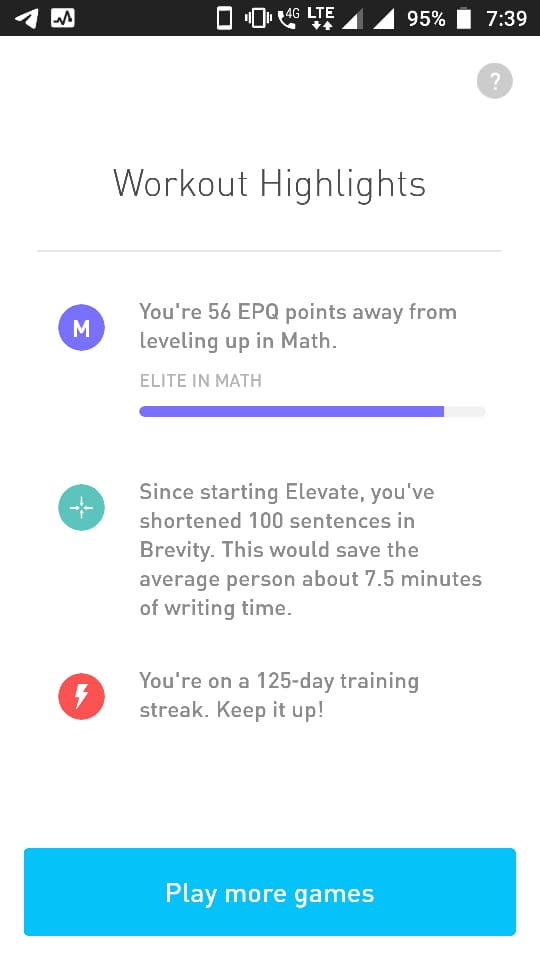 4G LTE 95% 7:39
?
Workout Highlights
M
You're 56 EPQ points away from
leveling up in Math.
ELITE IN MATH
Since starting Elevate, you've
shortened 100 sentences in
Brevity. This would save the
average person about 7.5 minutes
of writing time.
You're on a 125-day training
streak. Keep it up!
Play more games